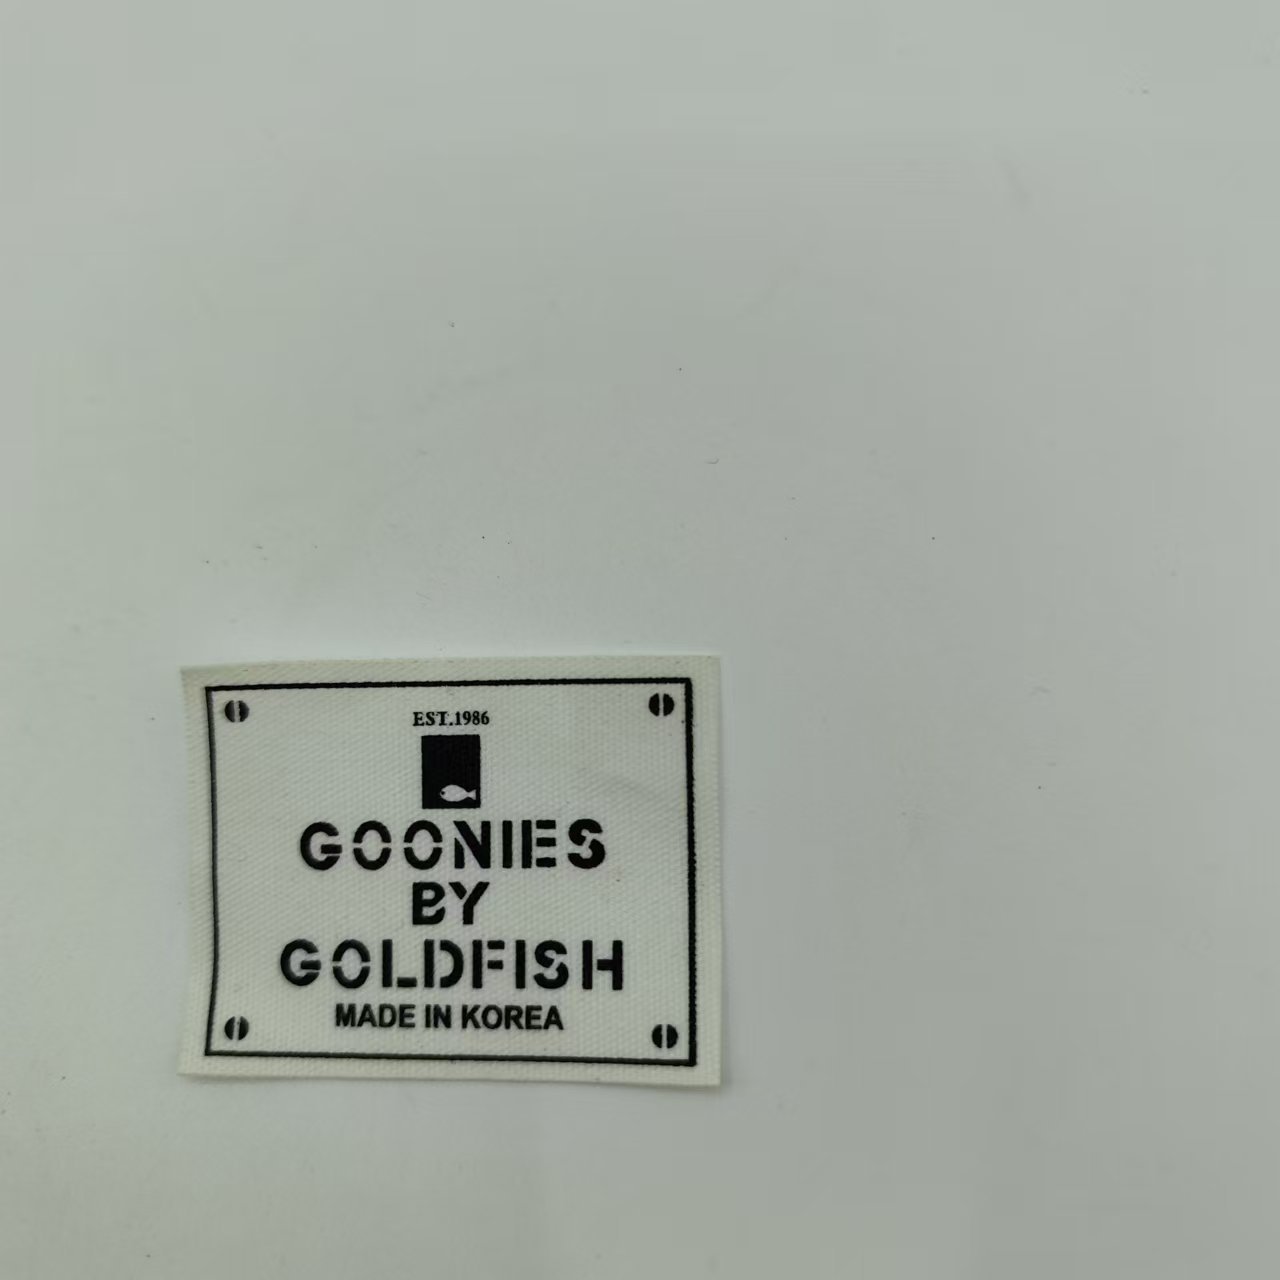 EST.1986
GOONIES
BY
GOLDFISH
MADE IN KOREA